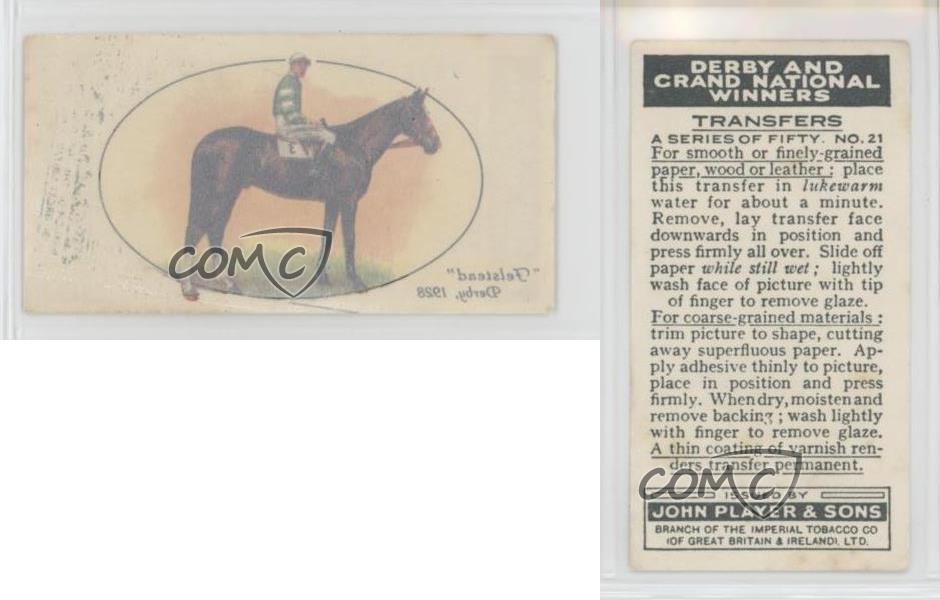 "Felstead"
Derby, 1928
COMC
DERBY AND
GRAND NATIONAL
WINNERS
TRANSFERS
A SERIES OF FIFTY. NO. 21
For smooth or finely-grained
paper, wood or leather : place
this transfer in lukewarm
water for about a minute.
Remove, lay transfer face
downwards in position and
press firmly all over. Slide off
paper while still wet ; lightly
wash face of picture with tip
of finger to remove glaze.
For coarse-grained materials :
trim picture to shape, cutting
away superfluous paper. Ap-
ply adhesive thinly to picture,
place in position and press
firmly. When dry, moisten and
remove backing ; wash lightly
with finger to remove glaze.
A thin coating of varnish ren-
ders transfer permanent.
COMC
ISSUED BY
JOHN PLAYER & SONS
BRANCH OF THE IMPERIAL TOBACCO CO
(OF GREAT BRITAIN & IRELAND), LTD.